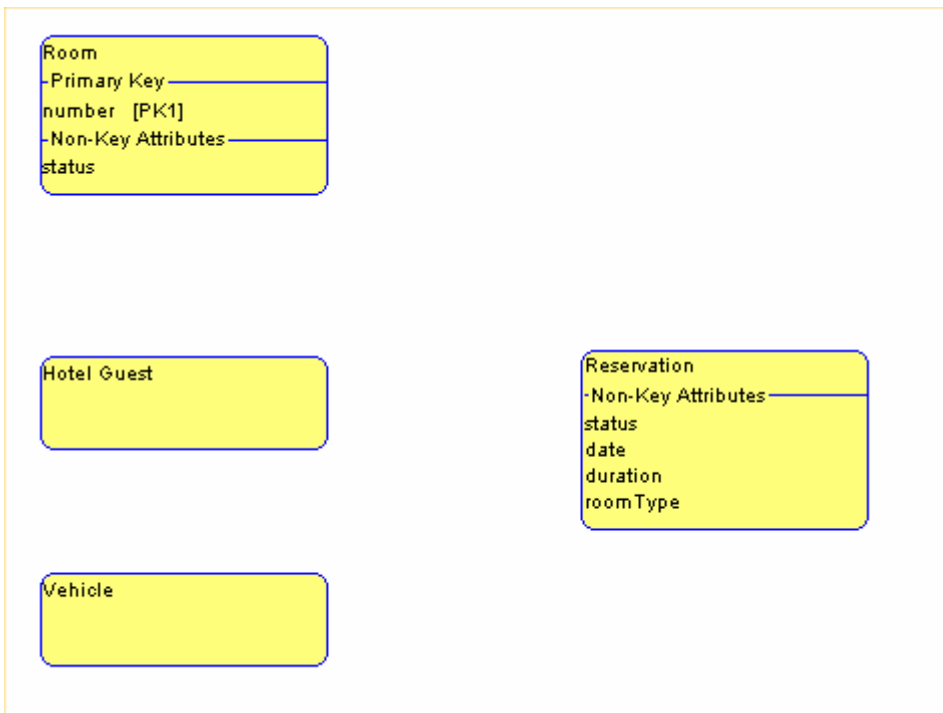 Room
Primary Key
number [PK1]
Non-Key Attributes
status
Hotel Guest
Reservation
Non-Key Attributes
status
date
duration
roomType
Vehicle